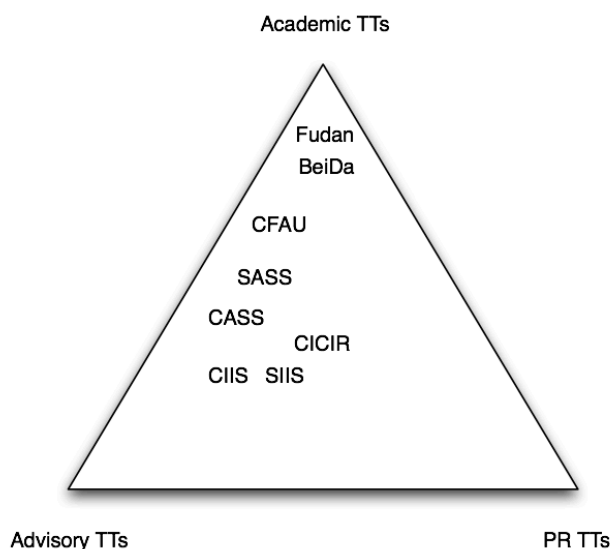 Academic TTs
Fudan
BeiDa
CFAU
SASS
CASS
CICIR
CIIS SIIS
Advisory TTs PR TTs